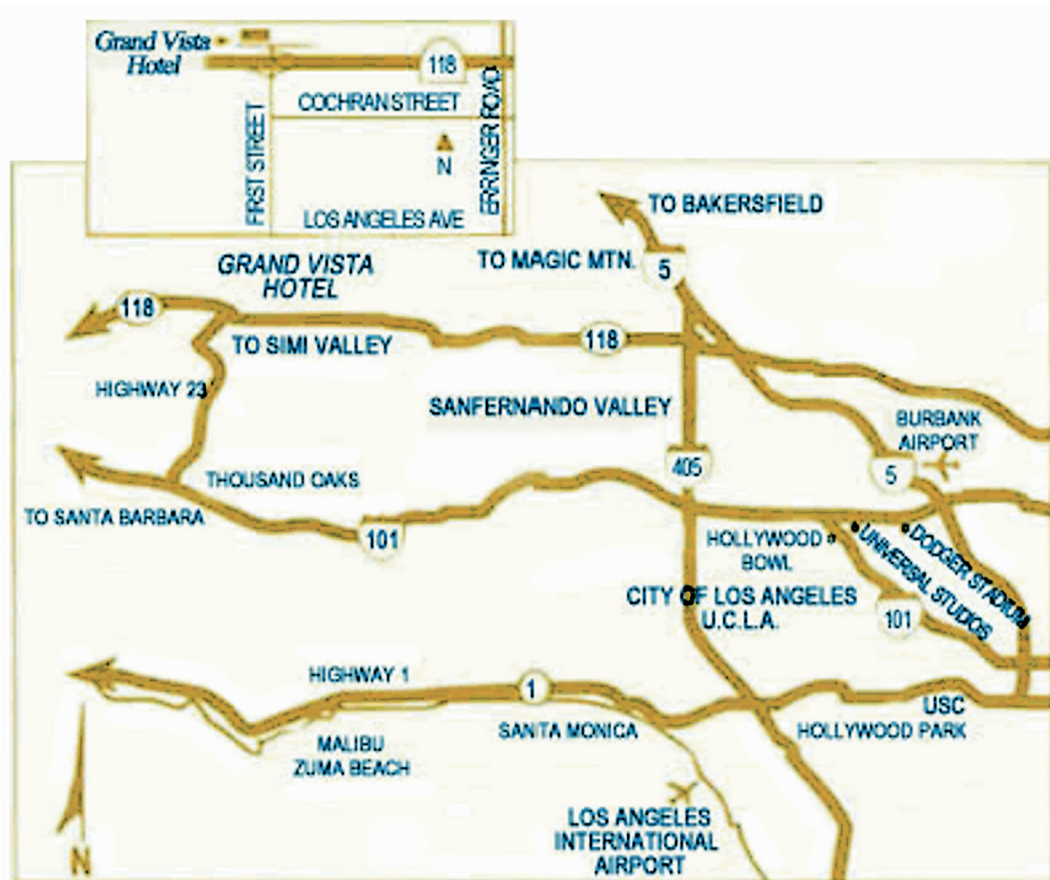 Grand Vista
Hotel
118
COCHRAN STREET
FIRST STREET
ERRINGER ROAD
N
LOS ANGELES AVE
TO BAKERSFIELD
TO MAGIC MTN.
5
GRAND VISTA
HOTEL
118
118
TO SIMI VALLEY
HIGHWAY 23
SANFERNANDO VALLEY
BURBANK
AIRPORT
405
5
THOUSAND OAKS
TO SANTA BARBARA
101
HOLLYWOOD
BOWL
UNIVERSAL STUDIOS
DODGER STADIUM
CITY OF LOS ANGELES
U.C.L.A.
101
HIGHWAY 1
1
USC
SANITA MONICA
HOLLYWOOD PARK
MALIBU
ZUMA BEACH
LOS ANGELES
INTERNATIONAL
AIRPORT
N